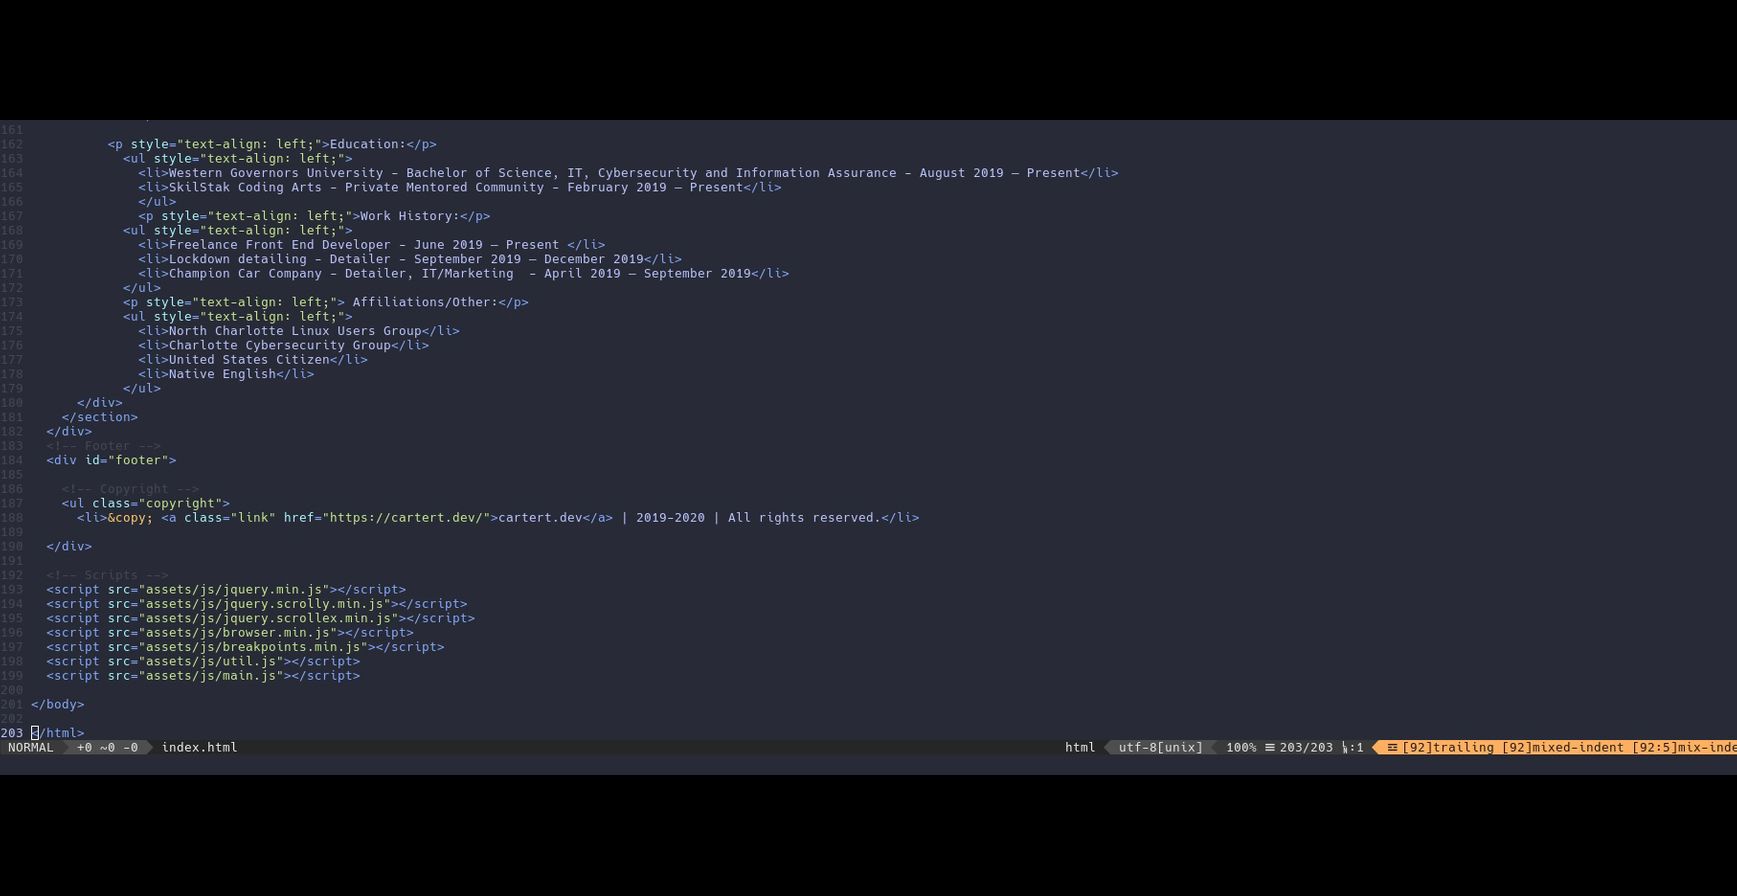 161
162 <p style="text-align: left;">Education:</p>
163 <ul style="text-align: left;">
164 <li>Western Governors University – Bachelor of Science, IT, Cybersecurity and Information Assurance – August 2019 — Present</li>
165 <li>SkilStak Coding Arts – Private Mentored Community – February 2019 — Present</li>
166 </ul>
167 <p style="text-align: left;">Work History:</p>
168 <ul style="text-align: left;">
169 <li>Freelance Front End Developer – June 2019 — Present </li>
170 <li>Lockdown detailing – Detailer – September 2019 — December 2019</li>
171 <li>Champion Car Company – Detailer, IT/Marketing  – April 2019 — September 2019</li>
172 </ul>
173 <p style="text-align: left;"> Affiliations/Other:</p>
174 <ul style="text-align: left;">
175 <li>North Charlotte Linux Users Group</li>
176 <li>Charlotte Cybersecurity Group</li>
177 <li>United States Citizen</li>
178 <li>Native English</li>
179 </ul>
180 </div>
181 </section>
182 </div>
183 <!-- Footer -->
184 <div id="footer">
185
186 <!-- Copyright -->
187 <ul class="copyright">
188 <li>&copy; <a class="link" href="https://cartert.dev/">cartert.dev</a> | 2019-2020 | All rights reserved.</li>
189
190 </div>
191
192 <!-- Scripts -->
193 <script src="assets/js/jquery.min.js"></script>
194 <script src="assets/js/jquery.scrolly.min.js"></script>
195 <script src="assets/js/jquery.scrollex.min.js"></script>
196 <script src="assets/js/browser.min.js"></script>
197 <script src="assets/js/breakpoints.min.js"></script>
198 <script src="assets/js/util.js"></script>
199 <script src="assets/js/main.js"></script>
200
201 </body>
202
203 </html>
NORMAL +0 ~0 -0 index.html html utf-8[unix] 100% ☰ 203/203 ㏑:1 ☲ [92]trailing [92]mixed-indent [92:5]mix-inde